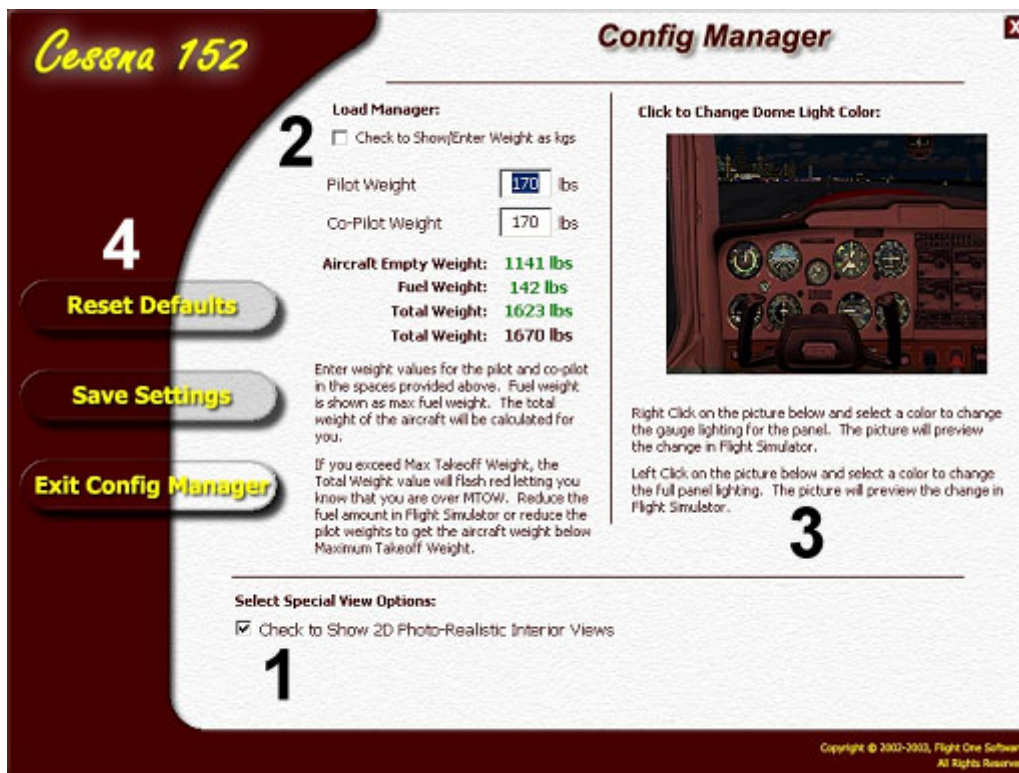 Cessna 152
Config Manager
X
Load Manager:
2
Check to Show/Enter Weight as kgs
Pilot Weight 170 lbs
Co-Pilot Weight 170 lbs
Aircraft Empty Weight: 1141 lbs
Fuel Weight: 142 lbs
Total Weight: 1623 lbs
Total Weight: 1670 lbs
Enter weight values for the pilot and co-pilot
in the spaces provided above. Fuel weight
is shown as max fuel weight. The total
weight of the aircraft will be calculated for
you.
If you exceed Max Takeoff Weight, the
Total Weight value will flash red letting you
know that you are over MTOW. Reduce the
fuel amount in Flight Simulator or reduce the
pilot weights to get the aircraft weight below
Maximum Takeoff Weight.
Click to Change Dome Light Color:
Right Click on the picture below and select a color to change
the gauge lighting for the panel. The picture will preview
the change in Flight Simulator.
Left Click on the picture below and select a color to change
the full panel lighting. The picture will preview the change in
Flight Simulator.
3
4
Reset Defaults
Save Settings
Exit Config Manager
Select Special View Options:
Check to Show 2D Photo-Realistic Interior Views
1
Copyright © 2002-2003, Flight One Softwar
All Rights Reserve